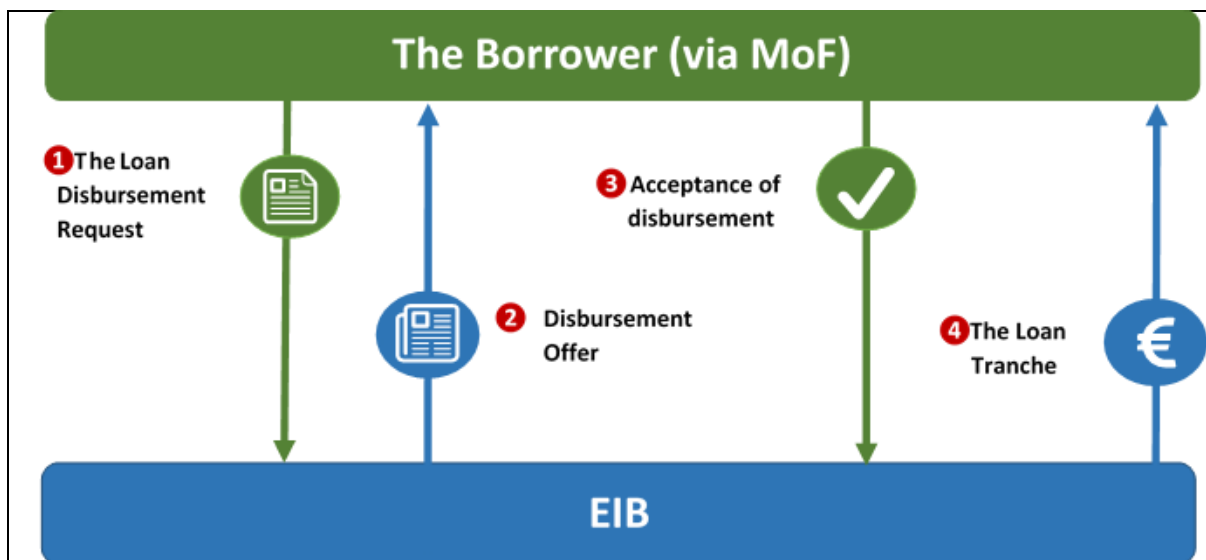 The Borrower (via MoF)
1 The Loan
Disbursement
Request
2 Disbursement
Offer
3 Acceptance of
disbursement
4 The Loan
Tranche
€
EIB